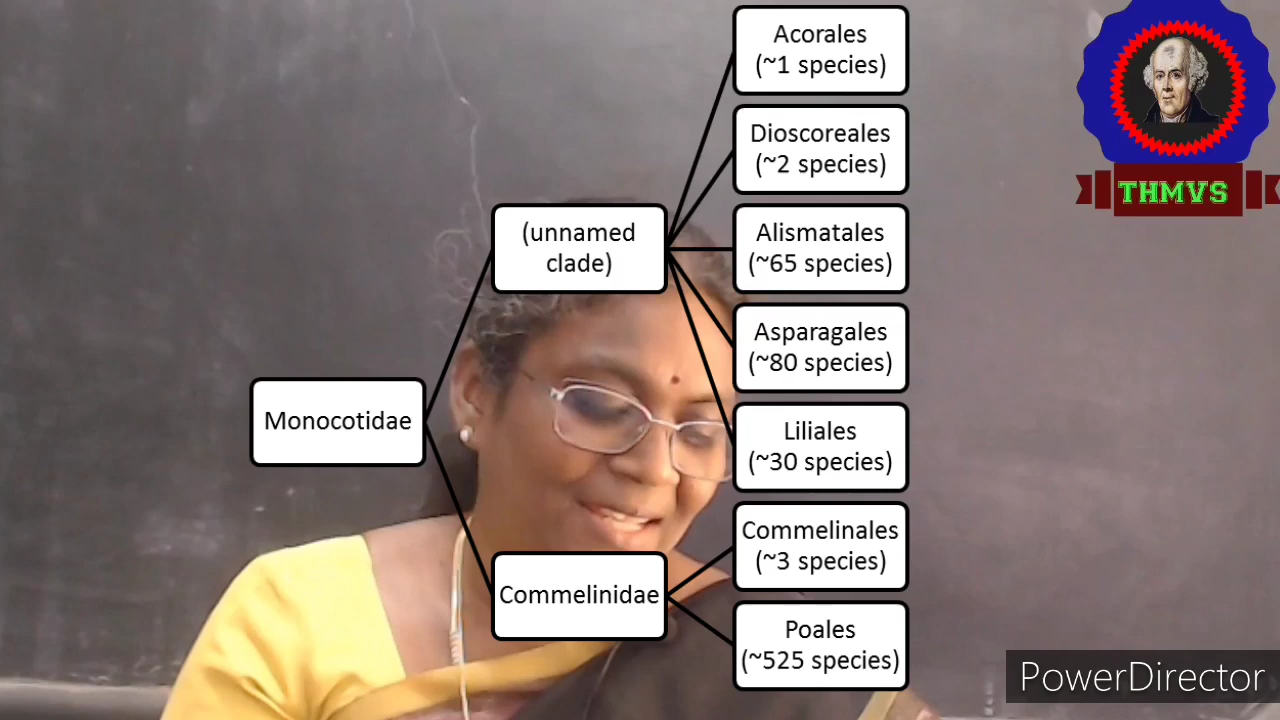 Acorales
(~1 species)
Dioscoreales
(~2 species)
(unnamed
clade)
Alismatales
(~65 species)
Asparagales
(~80 species)
Monocotidae
Liliales
(~30 species)
Commelinales
(~3 species)
Commelinidae
Poales
(~525 species)
THMVS
PowerDirector